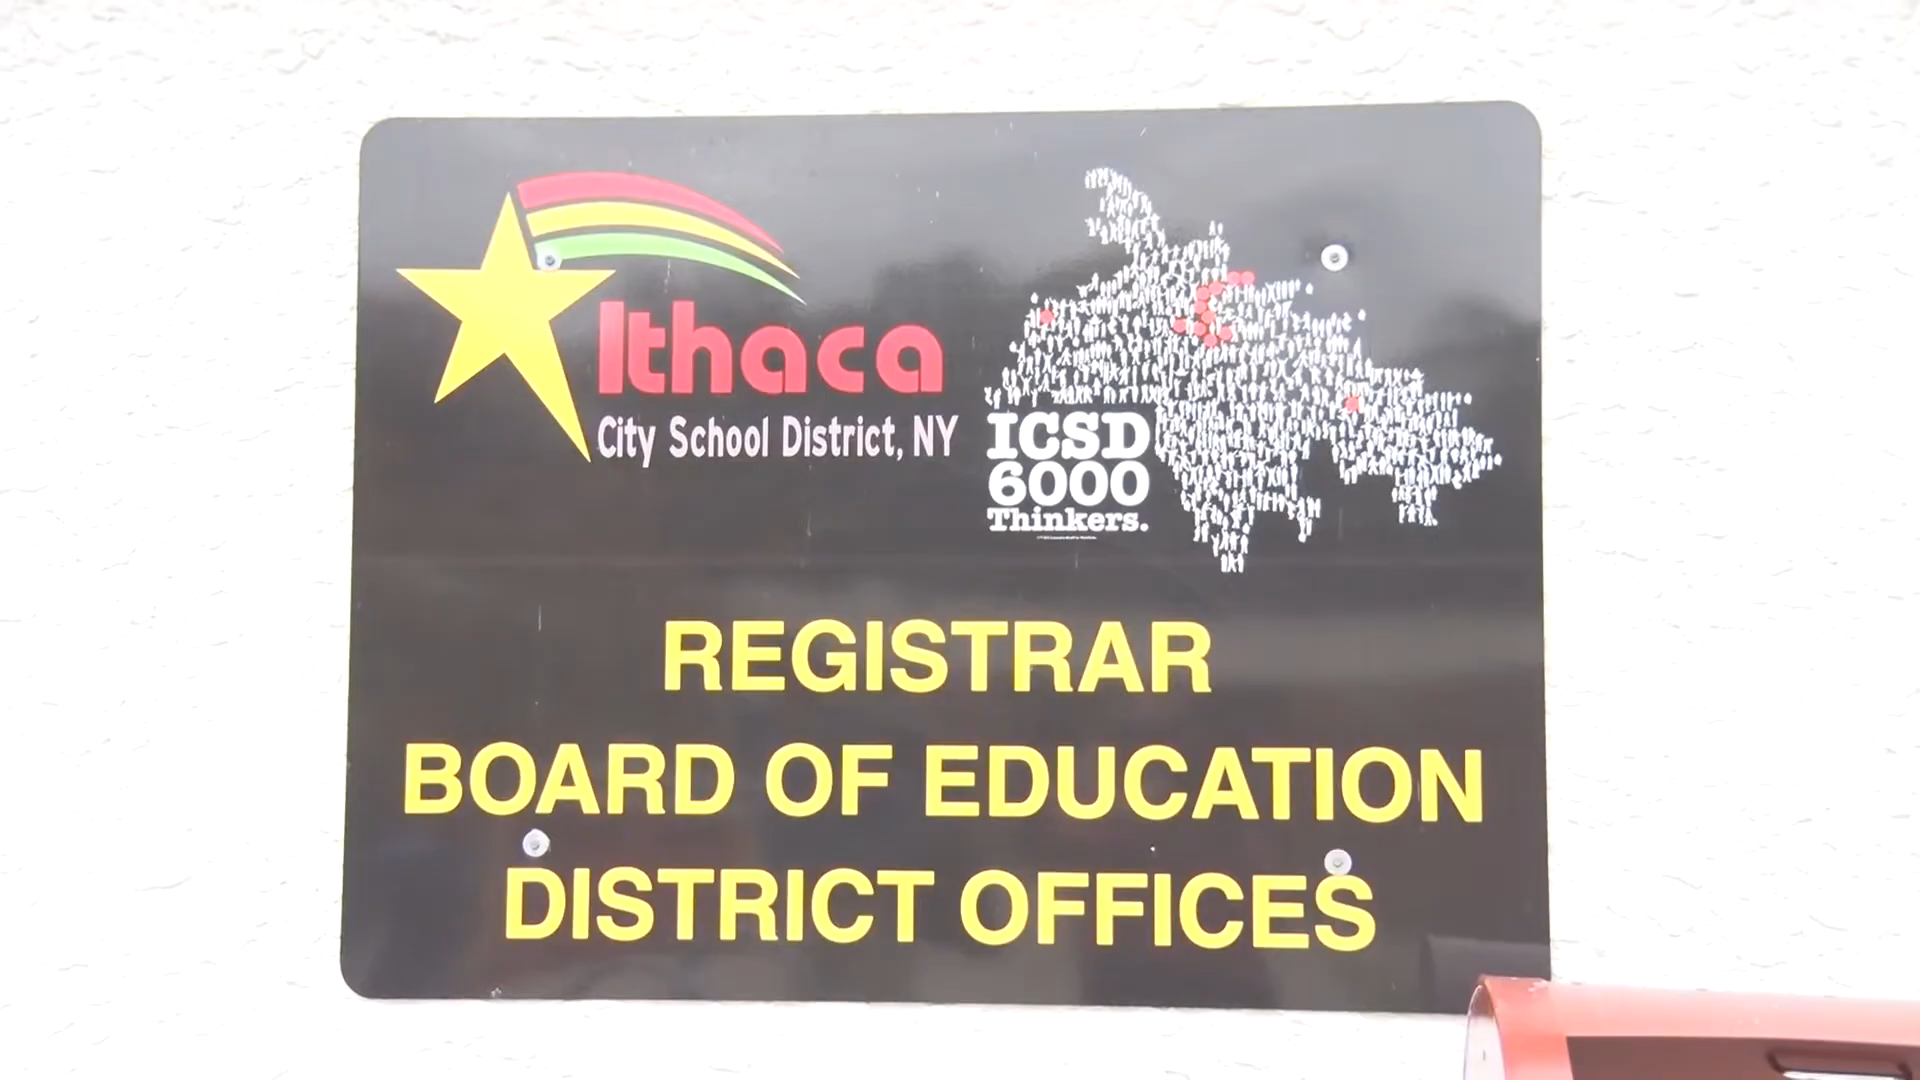 Ithaca
City School District, NY
ICSD
6000
Thinkers.
REGISTRAR
BOARD OF EDUCATION
DISTRICT OFFICES